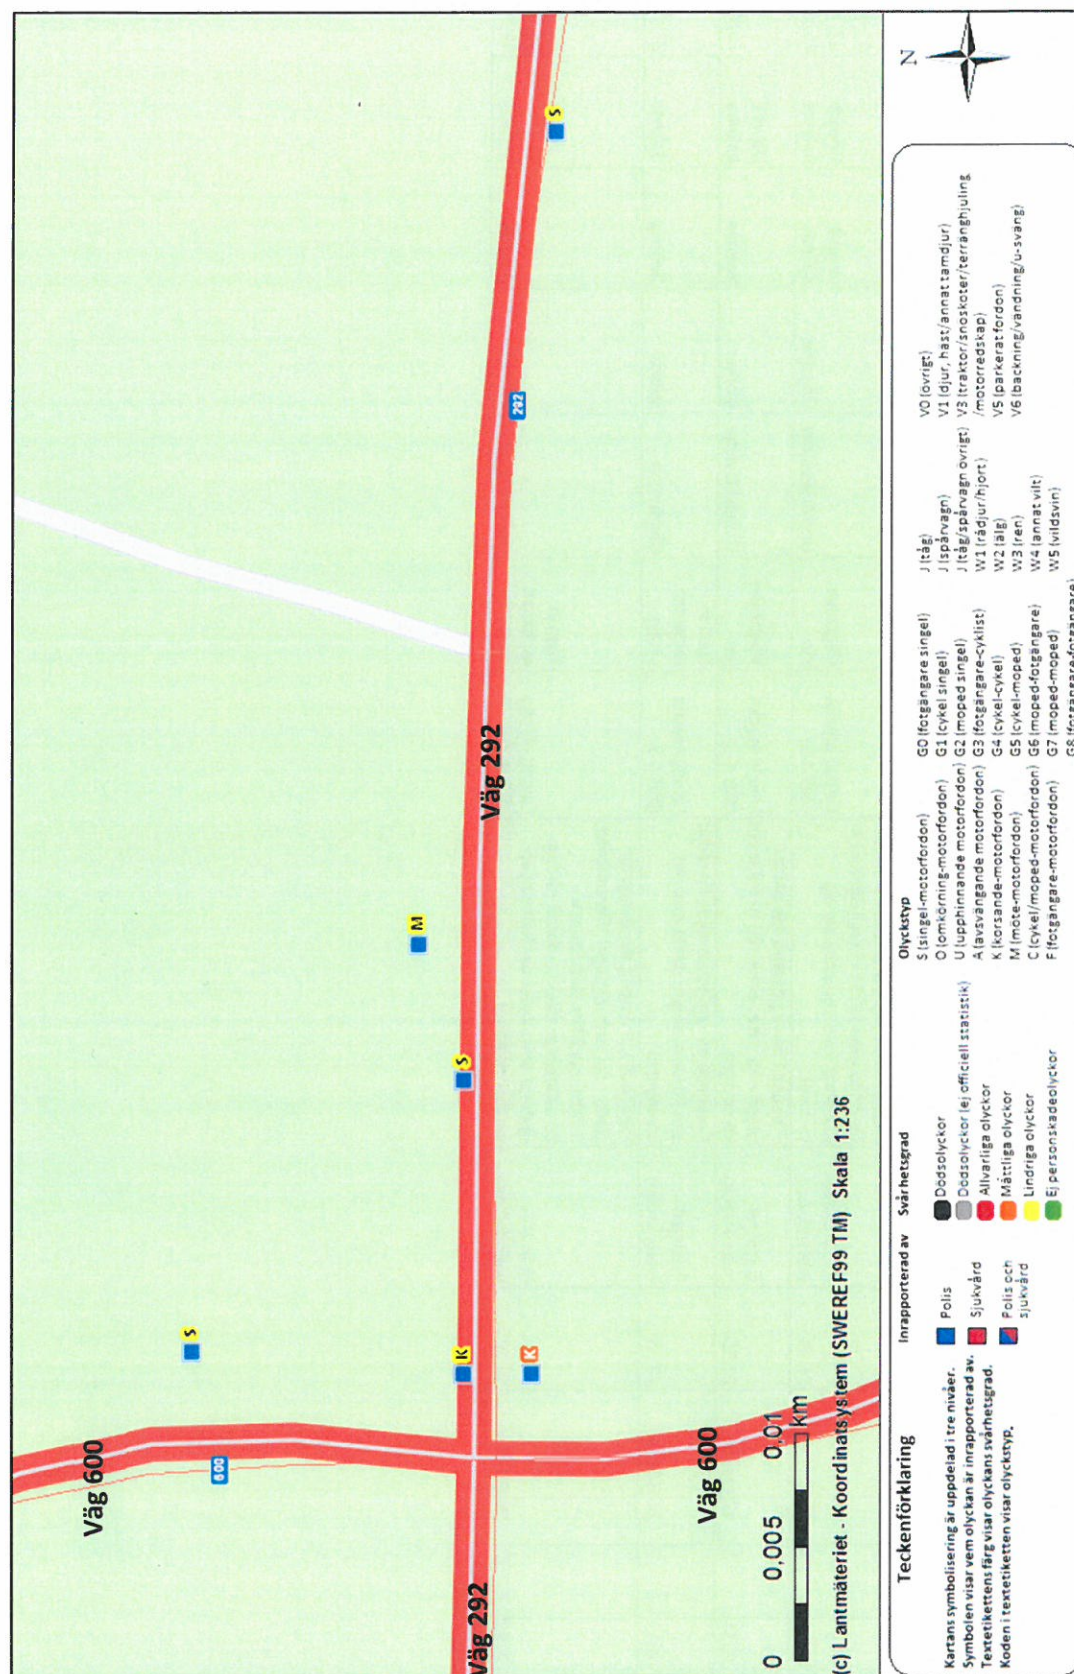 Väg 600
600
S
K
K
S
M
Väg 292
Väg 292
292
S
Väg 600
0 0,005 0,01
km
(c) Lantmäteriet - Koordinatsystem (SWEREF99 TM) Skala 1:236
N
Teckenförklaring
Kartans symbolisering är uppdelad i tre nivåer.
Symbolen visar vem olyckan är inrapporterad av.
Textetikettens färg visar olyckans svårhetsgrad.
Koden i textetiketten visar olyckstyp.
Inrapporterad av
Polis
Sjukvård
Polis och
sjukvård
Svårhetsgrad
Dödsolyckor
Dödsolyckor (ej officiell statistik)
Allvarliga olyckor
Måttliga olyckor
Lindriga olyckor
Ej personskadeolyckor
Olyckstyp
S (singel-motorfordon)
O (omkörning-motorfordon)
U (upphinnande motorfordon)
A (avsvängande motorfordon)
K (korsande-motorfordon)
M (möte-motorfordon)
C (cykel/moped-motorfordon)
F (fotgängare-motorfordon)
G0 (fotgängare singel)
G1 (cykel singel)
G2 (moped singel)
G3 (fotgängare-cyklist)
G4 (cykel-cykel)
G5 (cykel-moped)
G6 (moped-fotgängare)
G7 (moped-moped)
G8 (fotgängare-fotgängare)
J (tåg)
J (spårvagn)
J (tåg/spårvagn övrigt)
W1 (rådjur/hjort)
W2 (älg)
W3 (ren)
W4 (annat vilt)
W5 (vildsvin)
V0 (övrigt)
V1 (djur, häst/annat tamdjur)
V3 (traktor/snöskoter/terränghjuling
/motorredskap)
V5 (parkerat fordon)
V6 (backning/vändning/u-sväng)